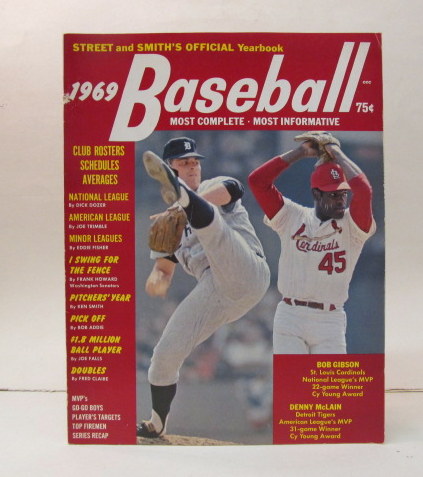 STREET and SMITH'S OFFICIAL Yearbook
1969 Baseball
75¢
MOST COMPLETE · MOST INFORMATIVE
CLUB ROSTERS
SCHEDULES
AVERAGES
NATIONAL LEAGUE
By DICK DOZER
AMERICAN LEAGUE
By JOE TRIMBLE
MINOR LEAGUES
By EDDIE FISHER
I SWING FOR
THE FENCE
By FRANK HOWARD
Washington Senators
PITCHERS' YEAR
By KEN SMITH
PICK OFF
By BOB ADDIE
$1.8 MILLION
BALL PLAYER
By JOE FALLS
DOUBLES
By FRED CLAIRE
MVP's
GO-GO BOYS
PLAYER'S TARGETS
TOP FIREMEN
SERIES RECAP
Cardinals
45
BOB GIBSON
St. Louis Cardinals
National League's MVP
22-game Winner
Cy Young Award
DENNY McLAIN
Detroit Tigers
American League's MVP
31-game Winner
Cy Young Award